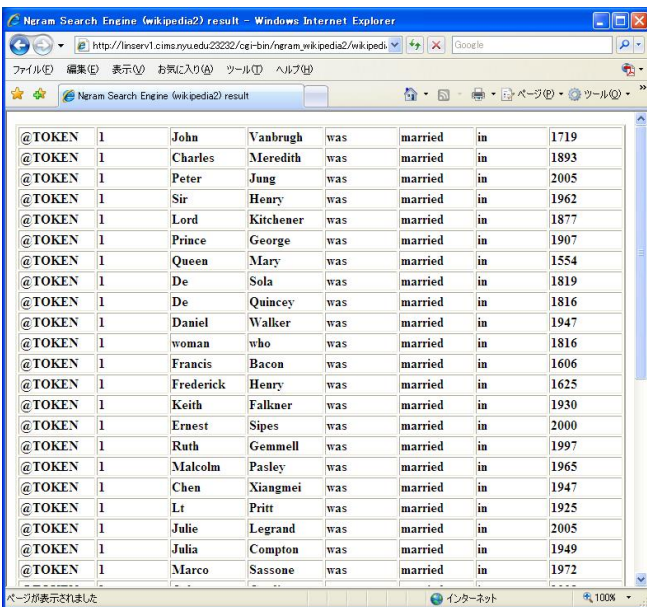 Ngram Search Engine (wikipedia2) result - Windows Internet Explorer
http://linserv1.cims.nyu.edu:23232/cgi-bin/ngram_wikipedia2/wikipedi Google
ファイル(F) 編集(E) 表示(V) お気に入り(A) ツール(T) ヘルプ(H)
Ngram Search Engine (wikipedia2) result ページ(P) ツール(O)
@TOKEN 1 John Vanbrugh was married in 1719
@TOKEN 1 Charles Meredith was married in 1893
@TOKEN 1 Peter Jung was married in 2005
@TOKEN 1 Sir Henry was married in 1962
@TOKEN 1 Lord Kitchener was married in 1877
@TOKEN 1 Prince George was married in 1907
@TOKEN 1 Queen Mary was married in 1554
@TOKEN 1 De Sola was married in 1819
@TOKEN 1 De Quincey was married in 1816
@TOKEN 1 Daniel Walker was married in 1947
@TOKEN 1 woman who was married in 1816
@TOKEN 1 Francis Bacon was married in 1606
@TOKEN 1 Frederick Henry was married in 1625
@TOKEN 1 Keith Falkner was married in 1930
@TOKEN 1 Ernest Sipes was married in 2000
@TOKEN 1 Ruth Gemmell was married in 1997
@TOKEN 1 Malcolm Pasley was married in 1965
@TOKEN 1 Chen Xiangmei was married in 1947
@TOKEN 1 Lt Pritt was married in 1925
@TOKEN 1 Julie Legrand was married in 2005
@TOKEN 1 Julia Compton was married in 1949
@TOKEN 1 Marco Sassone was married in 1972
ページが表示されました インターネット 100%